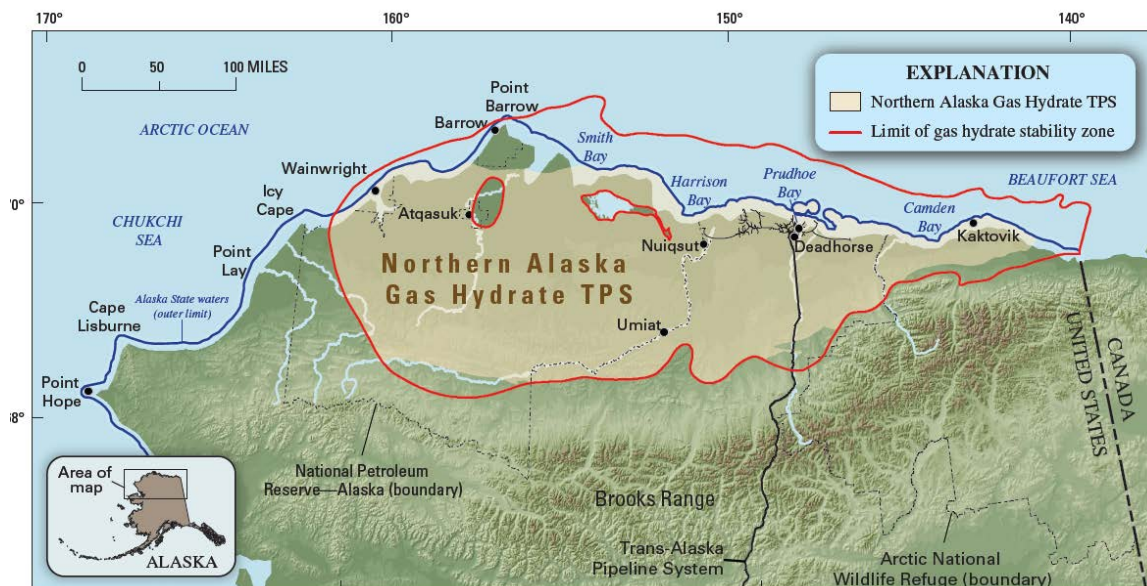 170°
160°
150°
140°
0
50
100 MILES
EXPLANATION
Northern Alaska Gas Hydrate TPS
Limit of gas hydrate stability zone
ARCTIC OCEAN
Point
Barrow
Barrow
Smith
Bay
Wainwright
Harrison
Bay
Prudhoe
Bay
BEAUFORT SEA
Icy
Cape
0°
Atqasuk
CHUKCHI
SEA
Camden
Bay
Kaktovik
Nuiqsut
Deadhorse
Point
Lay
Northern Alaska
Gas Hydrate TPS
Cape
Lisburne
Alaska State waters
(outer limit)
Umiat
CANADA
UNITED STATES
Point
Hope
68°
Area of
map
ALASKA
National Petroleum
Reserve—Alaska (boundary)
Brooks Range
Trans-Alaska
Pipeline System
Arctic National
Wildlife Refuge (boundary)